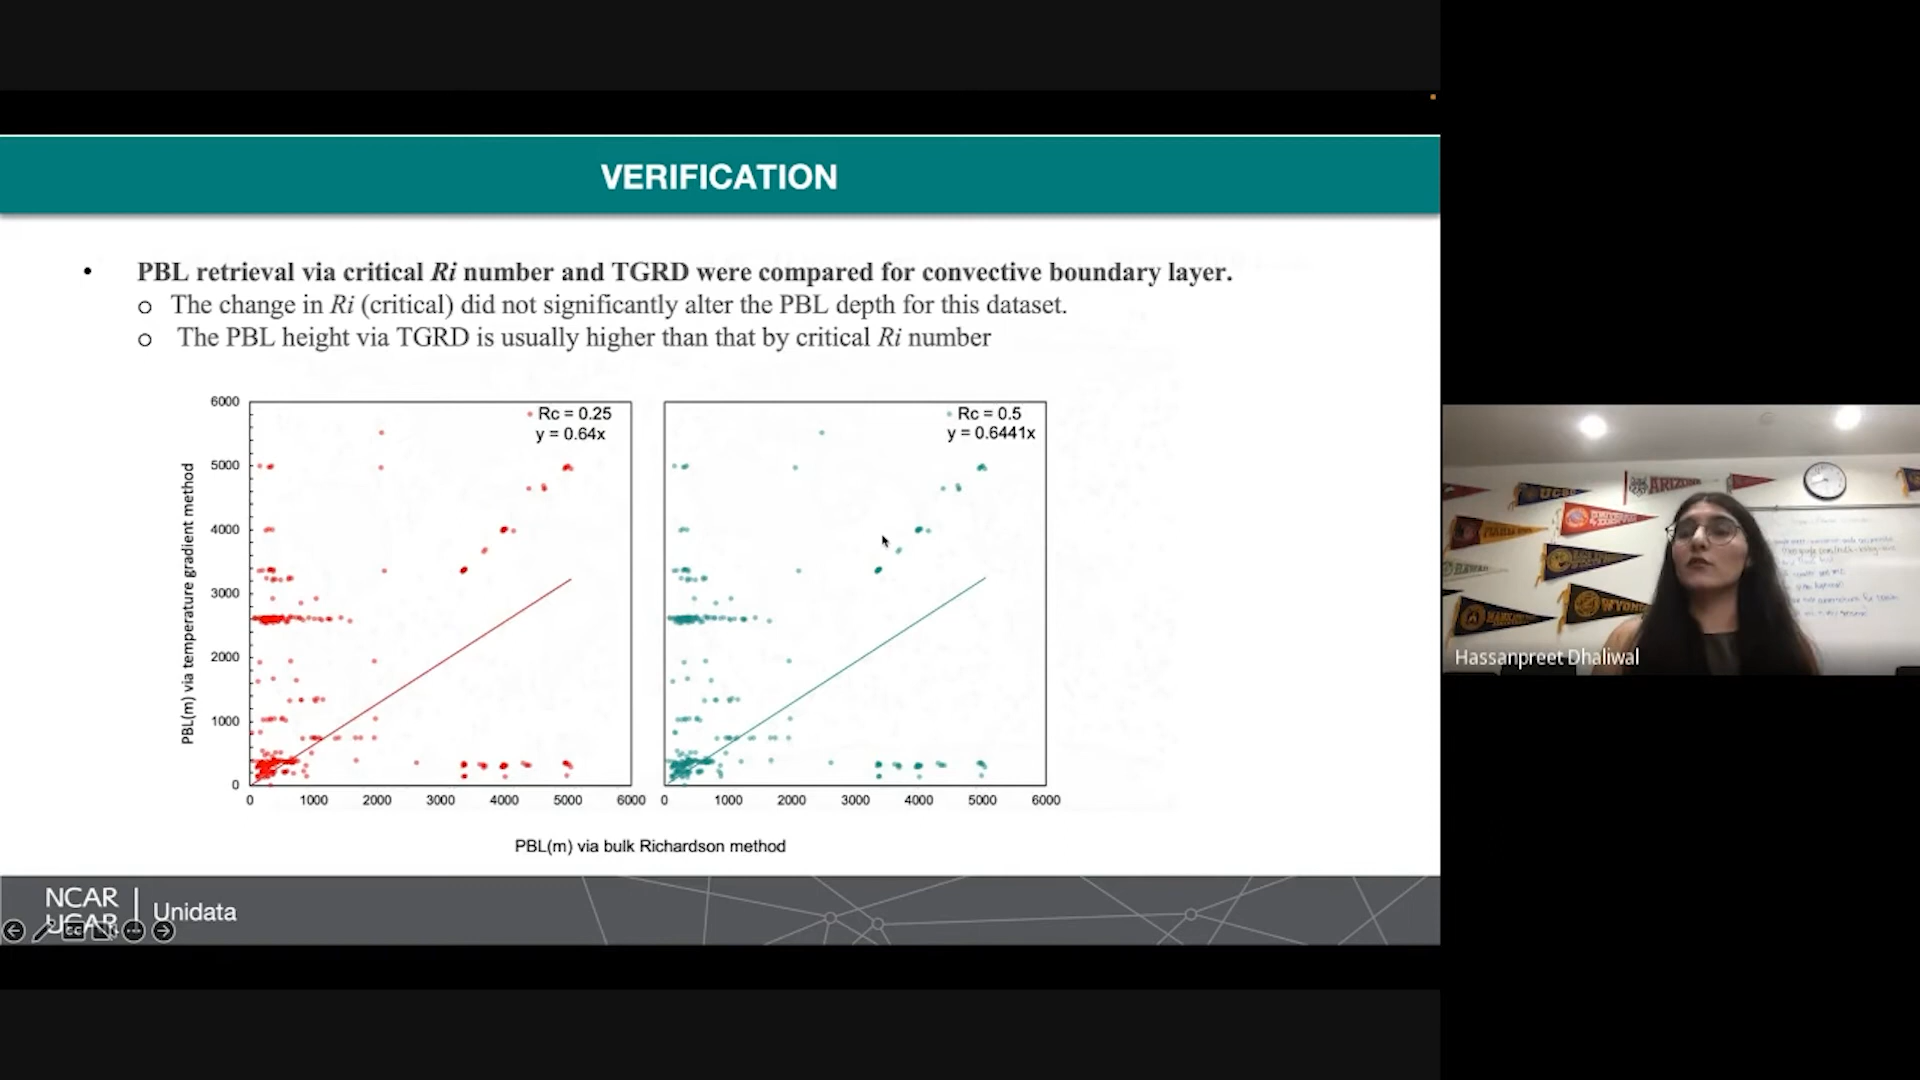 VERIFICATION
• PBL retrieval via critical Ri number and TGRD were compared for convective boundary layer.
o The change in Ri (critical) did not significantly alter the PBL depth for this dataset.
o The PBL height via TGRD is usually higher than that by critical Ri number
PBL(m) via temperature gradient method
6000
5000
4000
3000
2000
1000
0
Rc = 0.25
y = 0.64x
0 1000 2000 3000 4000 5000 6000
Rc = 0.5
y = 0.6441x
0 1000 2000 3000 4000 5000 6000
PBL(m) via bulk Richardson method
NCAR
UCAR
Unidata
UCSC
ARIZONA
HAWAII
WYOMI
Hassanpreet Dhaliwal